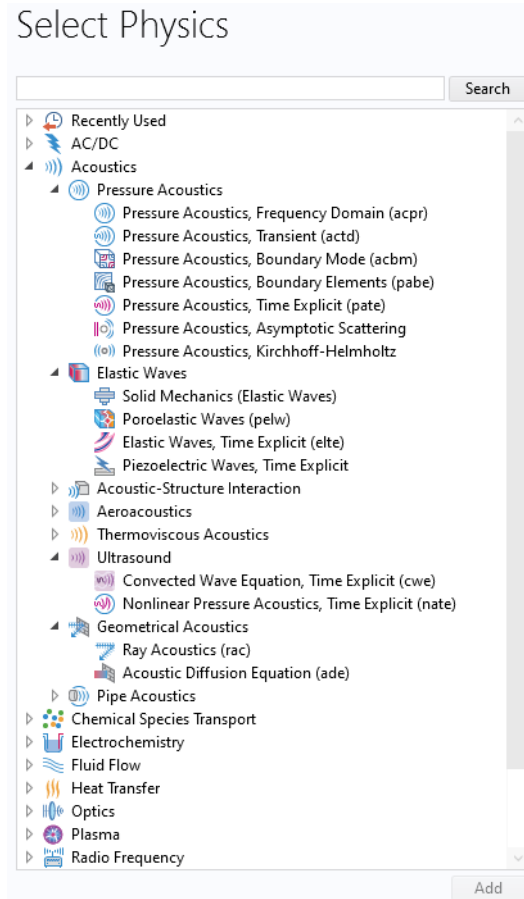 Select Physics
Search
Recently Used
AC/DC
Acoustics
Pressure Acoustics
Pressure Acoustics, Frequency Domain (acpr)
Pressure Acoustics, Transient (actd)
Pressure Acoustics, Boundary Mode (acbm)
Pressure Acoustics, Boundary Elements (pabe)
Pressure Acoustics, Time Explicit (pate)
Pressure Acoustics, Asymptotic Scattering
Pressure Acoustics, Kirchhoff-Helmholtz
Elastic Waves
Solid Mechanics (Elastic Waves)
Poroelastic Waves (pelw)
Elastic Waves, Time Explicit (elte)
Piezoelectric Waves, Time Explicit
Acoustic-Structure Interaction
Aeroacoustics
Thermoviscous Acoustics
Ultrasound
Convected Wave Equation, Time Explicit (cwe)
Nonlinear Pressure Acoustics, Time Explicit (nate)
Geometrical Acoustics
Ray Acoustics (rac)
Acoustic Diffusion Equation (ade)
Pipe Acoustics
Chemical Species Transport
Electrochemistry
Fluid Flow
Heat Transfer
Optics
Plasma
Radio Frequency
Add